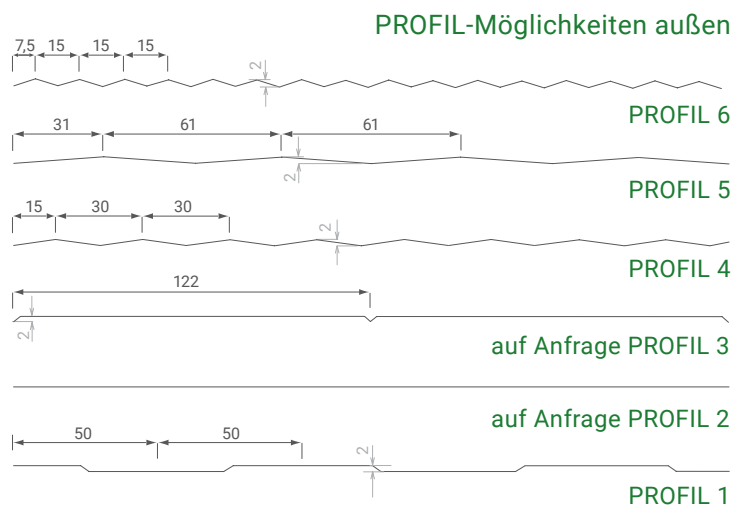 PROFIL-Möglichkeiten außen
7,5 15 15 15
2
PROFIL 6
31 61 61
2
PROFIL 5
15 30 30
2
PROFIL 4
122
2
auf Anfrage PROFIL 3
auf Anfrage PROFIL 2
50 50
2
PROFIL 1